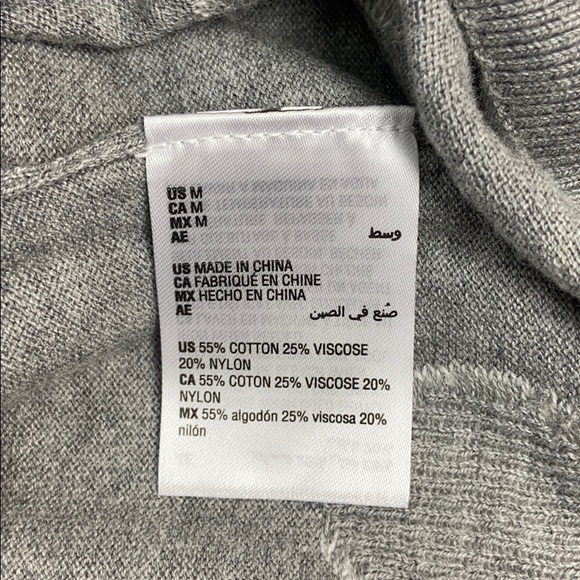 US M
CA M
MX M
AE وسط
US MADE IN CHINA
CA FABRIQUÉ EN CHINE
MX HECHO EN CHINA
AE صُنع في الصين
US 55% COTTON 25% VISCOSE
20% NYLON
CA 55% COTON 25% VISCOSE 20%
NYLON
MX 55% algodón 25% viscosa 20%
nilón